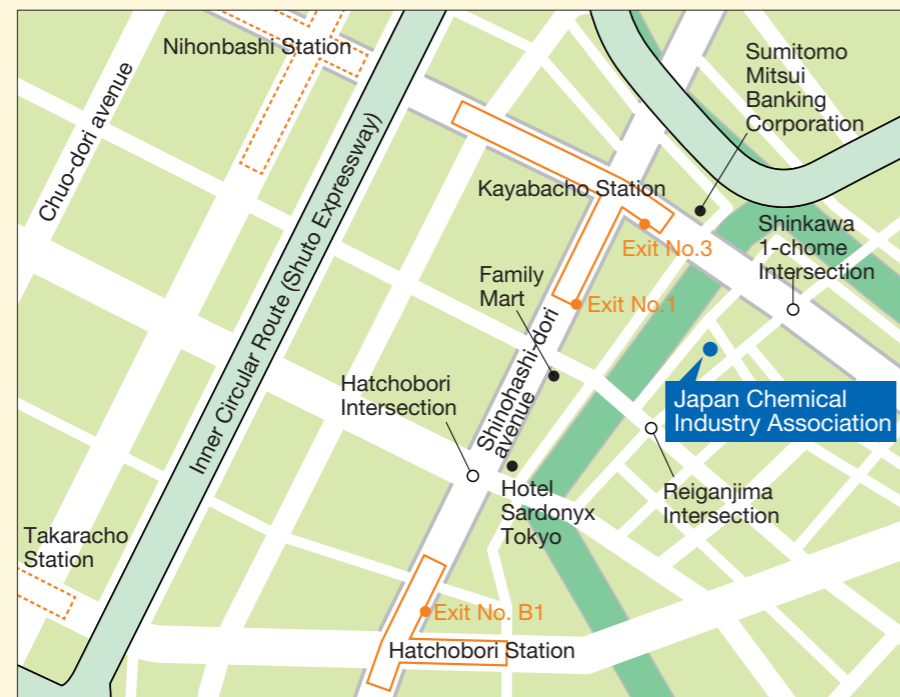 Nihonbashi Station
Chuo-dori avenue
Inner Circular Route (Shuto Expressway)
Sumitomo
Mitsui
Banking
Corporation
Kayabacho Station
Exit No.3
Shinkawa
1-chome
Intersection
Family
Mart
Exit No.1
Shinohashi-dori
avenue
Hatchobori
Intersection
Japan Chemical
Industry Association
Hotel
Sardonyx
Tokyo
Reiganjima
Intersection
Takaracho
Station
Exit No. B1
Hatchobori Station